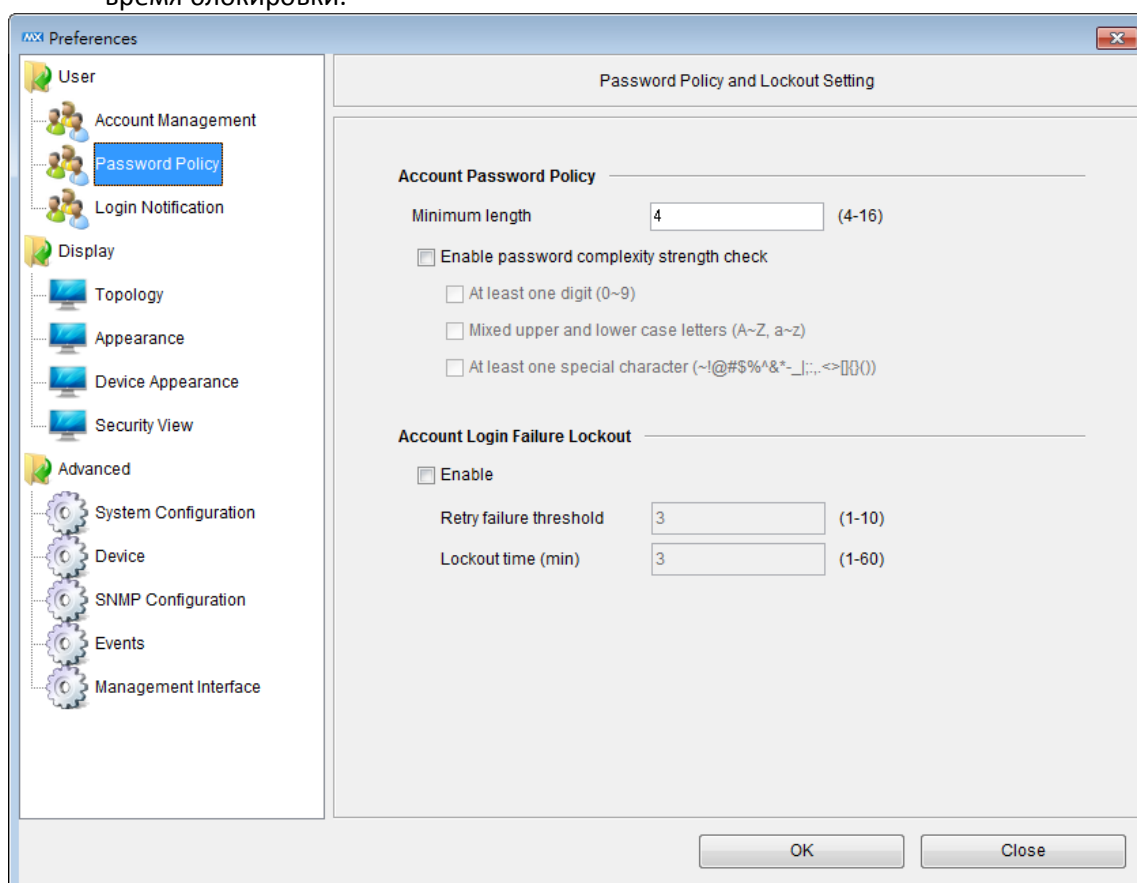 время блокировки.
MX Preferences
User
Account Management
Password Policy
Login Notification
Display
Topology
Appearance
Device Appearance
Security View
Advanced
System Configuration
Device
SNMP Configuration
Events
Management Interface
Password Policy and Lockout Setting
Account Password Policy
Minimum length 4 (4-16)
Enable password complexity strength check
At least one digit (0~9)
Mixed upper and lower case letters (A~Z, a~z)
At least one special character (~!@#$%^&*-_|;:,.<>[]{}())
Account Login Failure Lockout
Enable
Retry failure threshold 3 (1-10)
Lockout time (min) 3 (1-60)
OK Close